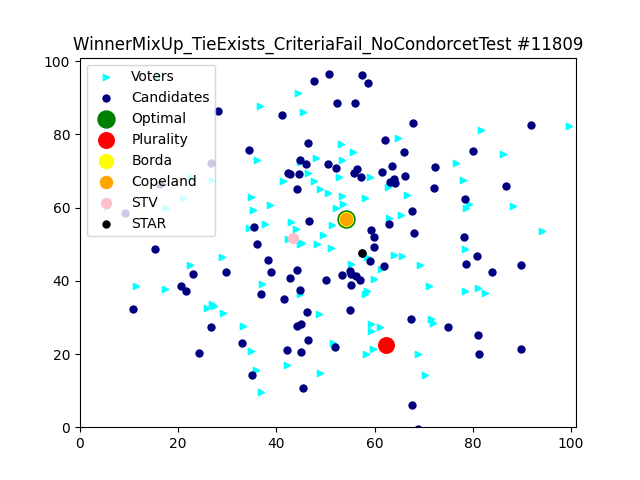 WinnerMixUp_TieExists_CriteriaFail_NoCondorcetTest #11809
100
80
60
40
20
0
Voters
Candidates
Optimal
Plurality
Borda
Copeland
STV
STAR
0 20 40 60 80 100